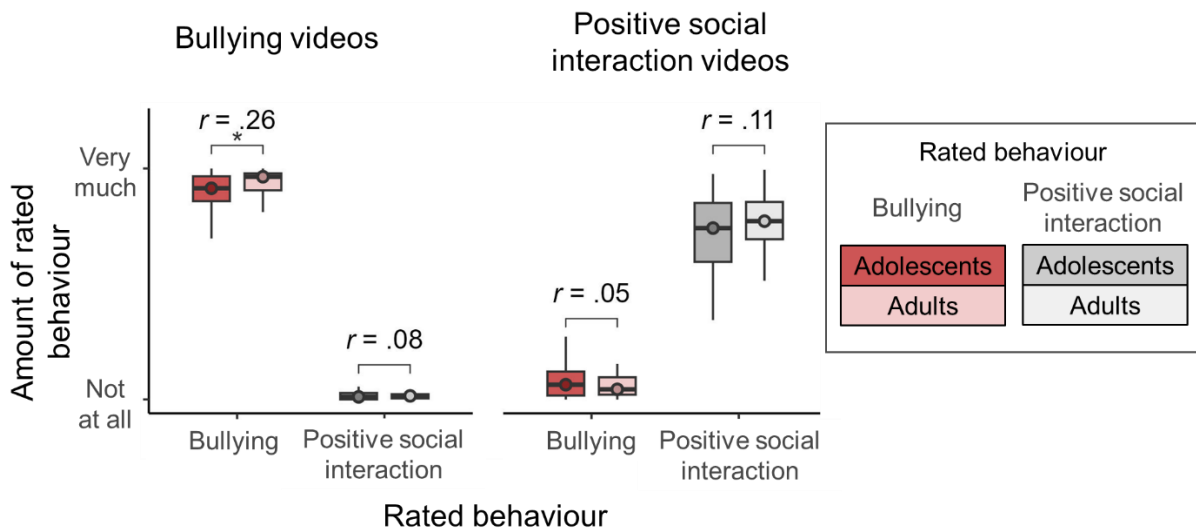 Bullying videos
Positive social
interaction videos
Amount of rated
behaviour
Very
much
Not
at all
r = .26
*
r = .08
r = .05
r = .11
Bullying
Positive social
interaction
Bullying
Positive social
interaction
Rated behaviour
Rated behaviour
Bullying
Positive social
interaction
Adolescents
Adults
Adolescents
Adults